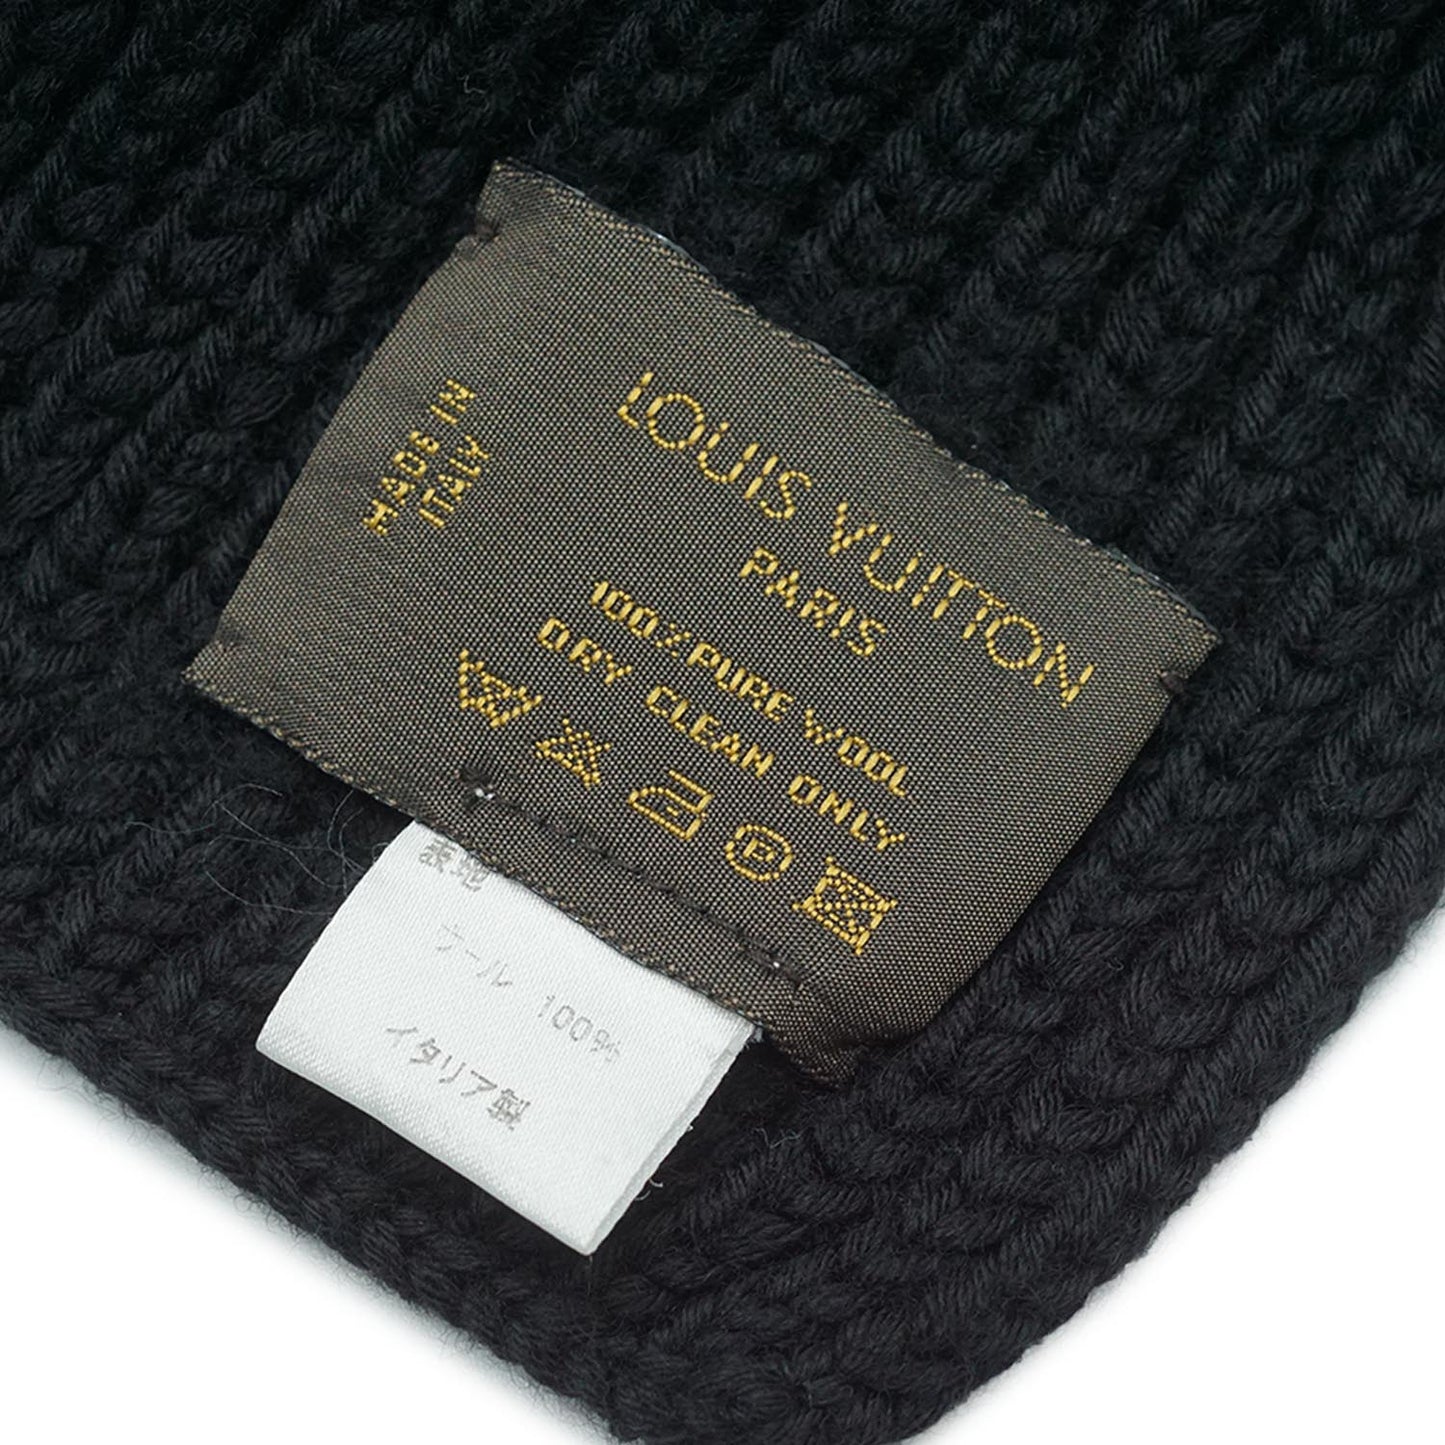 LOUIS VUITTON
PARIS
MADE IN
ITALY
100% PURE WOOL
DRY CLEAN ONLY
P
表地
ウール 100%
イタリア製